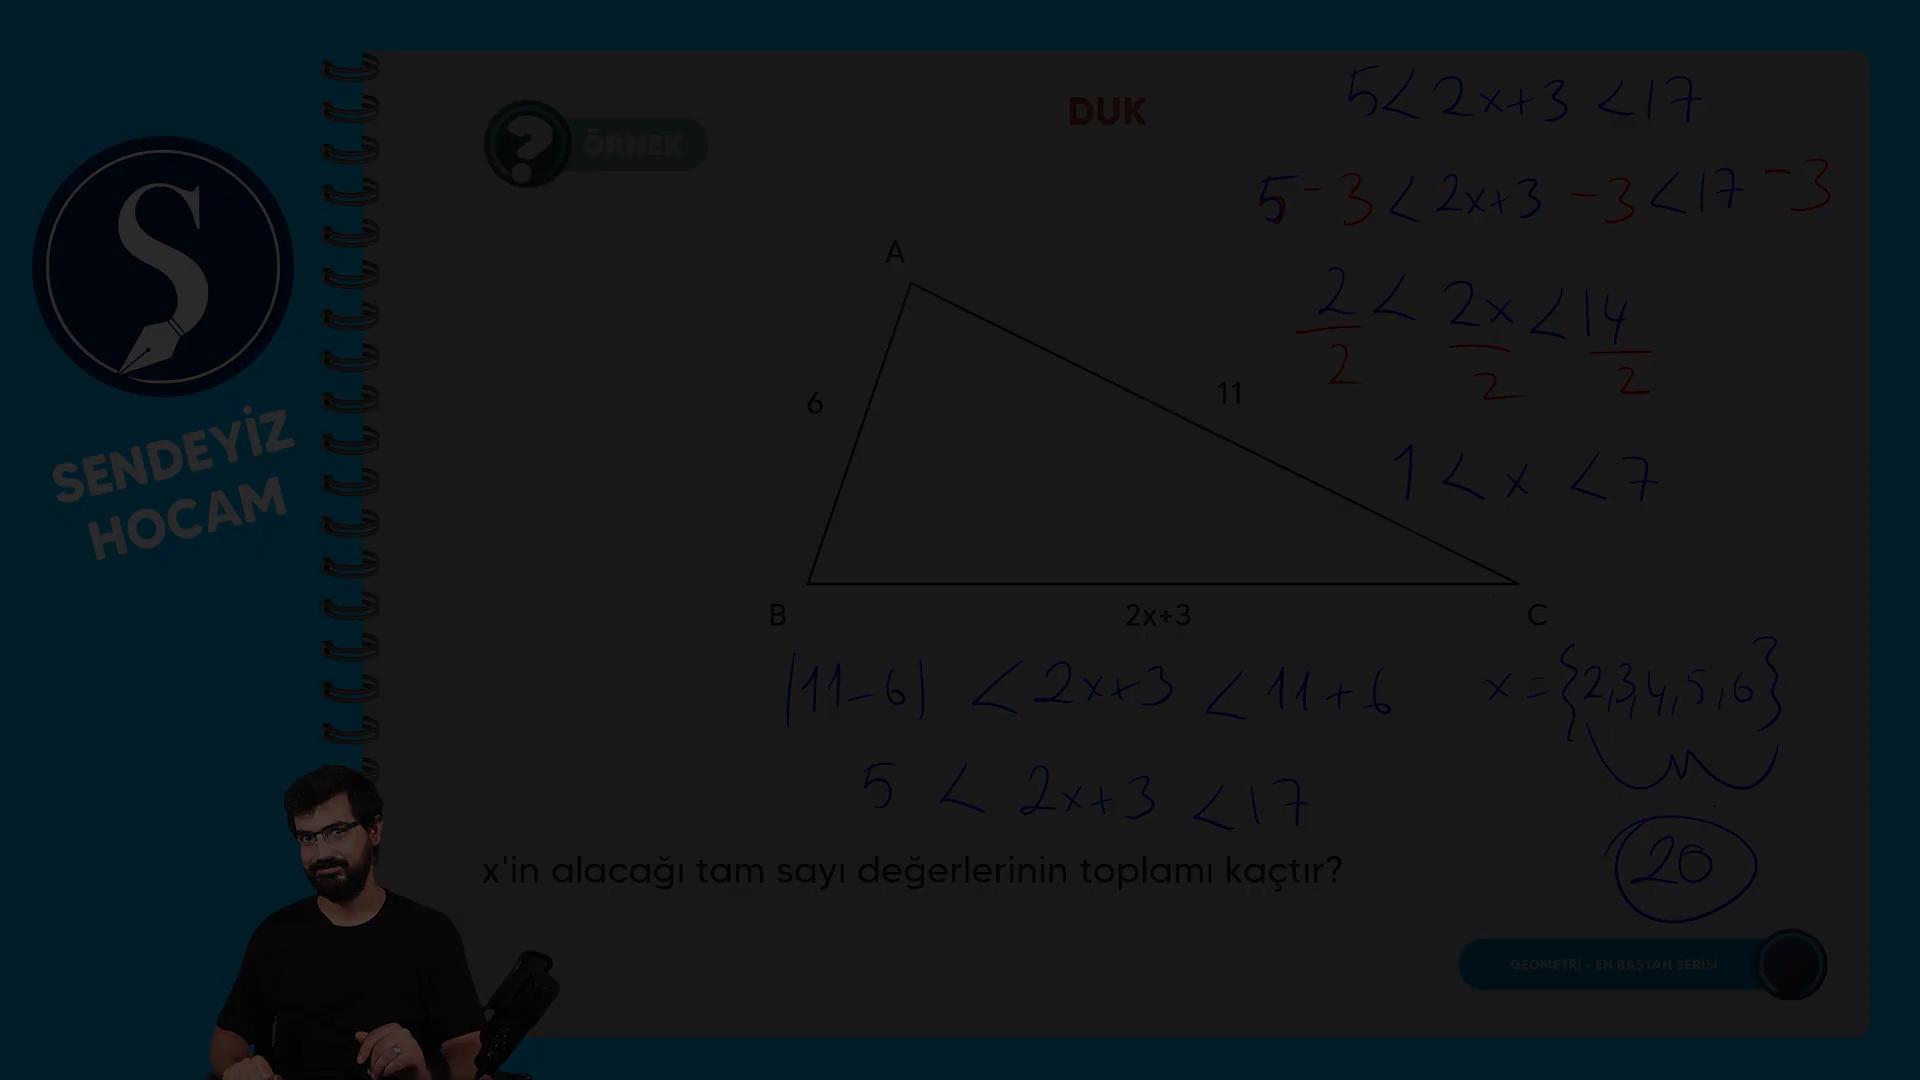 SENDEYİZ
HOCAM
ÖRNEK
DUK
5<2x+3<17
5-3<2x+3-3<17-3
2/2 < 2x/2 < 14/2
1<x<7
A
6
11
B
2x+3
C
|11-6| <2x+3 <11+6
5 < 2x+3 <17
x={2,3,4,5,6}
20
x'in alacağı tam sayı değerlerinin toplamı kaçtır?
GEOMETRİ - EN BAŞTAN SERİSİ